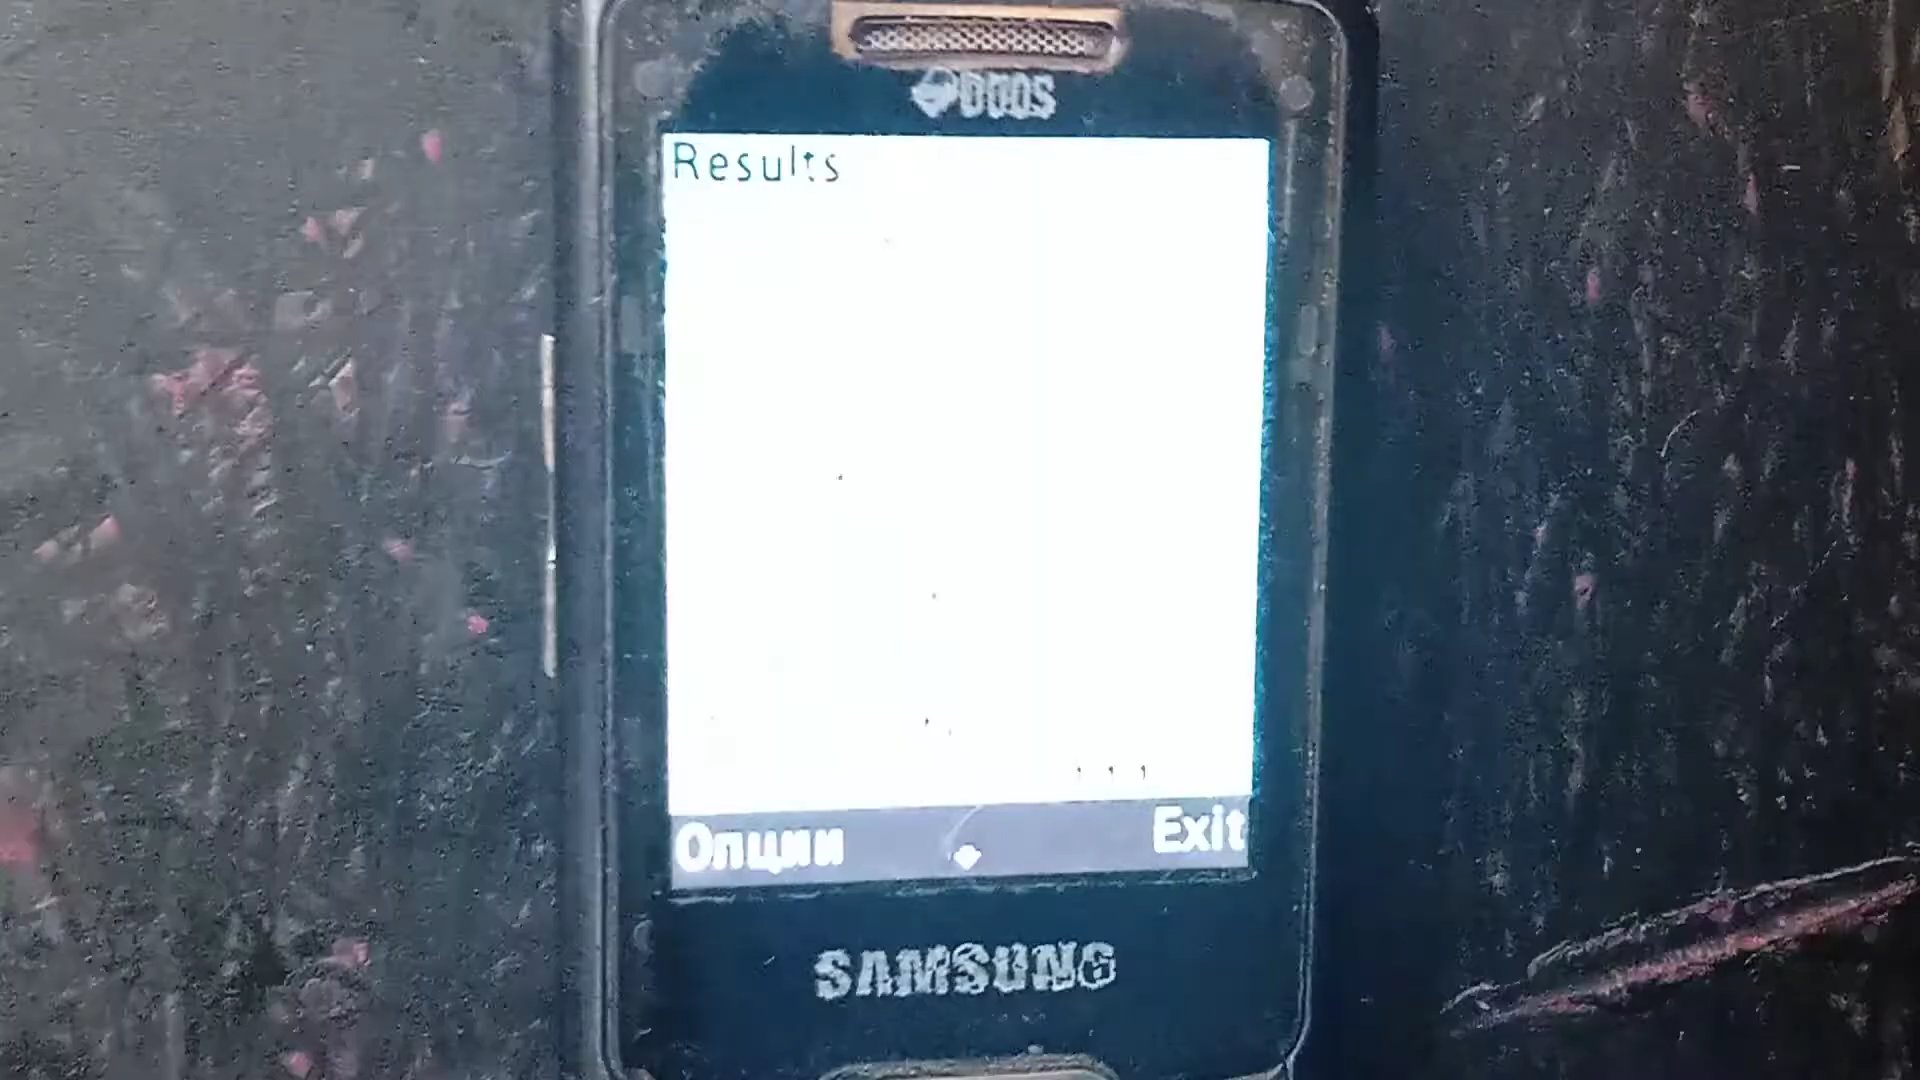 DUOS
Results
Опции
Exit
SAMSUNG